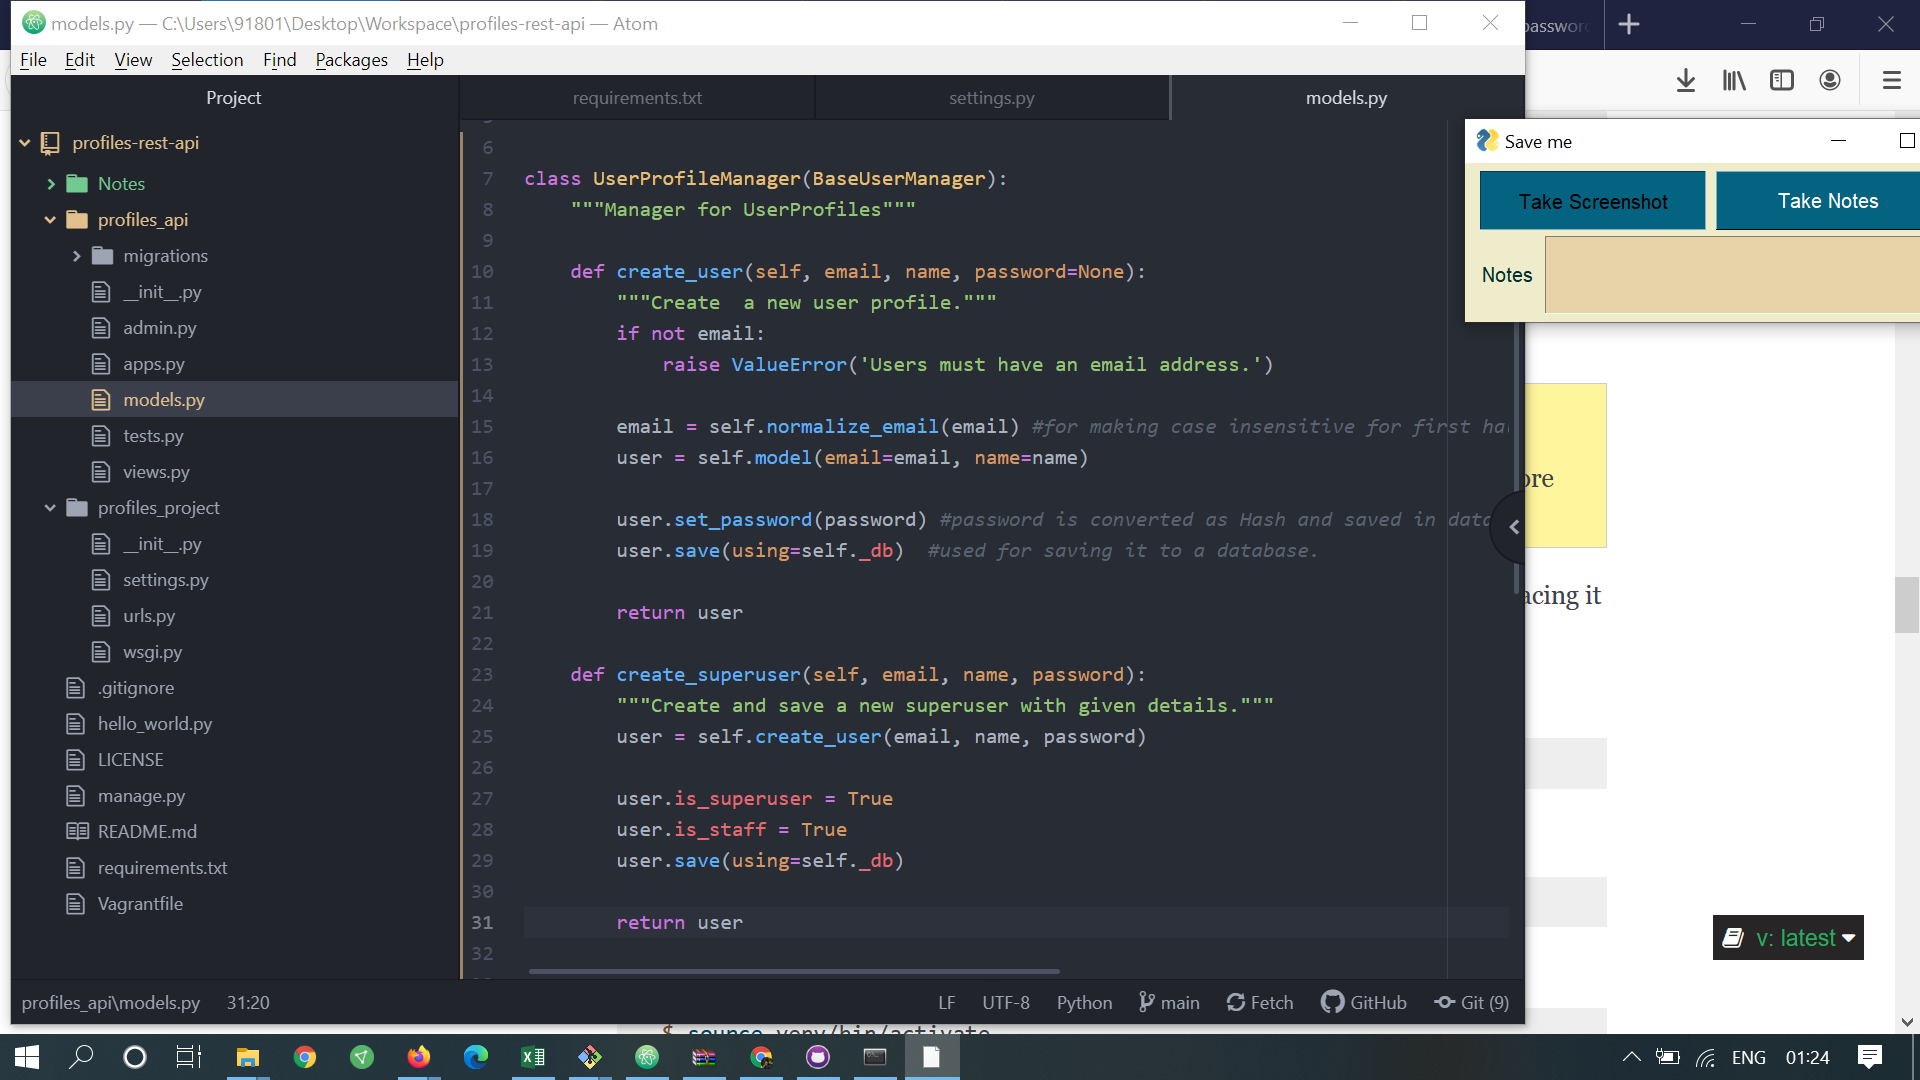 models.py — C:\Users\91801\Desktop\Workspace\profiles-rest-api — Atom
File Edit View Selection Find Packages Help
Project
requirements.txt
settings.py
models.py
profiles-rest-api
Notes
profiles_api
migrations
__init__.py
admin.py
apps.py
models.py
tests.py
views.py
profiles_project
__init__.py
settings.py
urls.py
wsgi.py
.gitignore
hello_world.py
LICENSE
manage.py
README.md
requirements.txt
Vagrantfile
6
7 class UserProfileManager(BaseUserManager):
8 """Manager for UserProfiles"""
9
10 def create_user(self, email, name, password=None):
11 """Create  a new user profile."""
12 if not email:
13 raise ValueError('Users must have an email address.')
14
15 email = self.normalize_email(email) #for making case insensitive for first
16 user = self.model(email=email, name=name)
17
18 user.set_password(password) #password is converted as Hash and saved in
19 user.save(using=self._db)  #used for saving it to a database.
20
21 return user
22
23 def create_superuser(self, email, name, password):
24 """Create and save a new superuser with given details."""
25 user = self.create_user(email, name, password)
26
27 user.is_superuser = True
28 user.is_staff = True
29 user.save(using=self._db)
30
31 return user
32
profiles_api\models.py 31:20
LF UTF-8 Python main Fetch GitHub Git (9)
Save me
Take Screenshot
Take Notes
Notes
it
v: latest
$ source
ENG 01:24